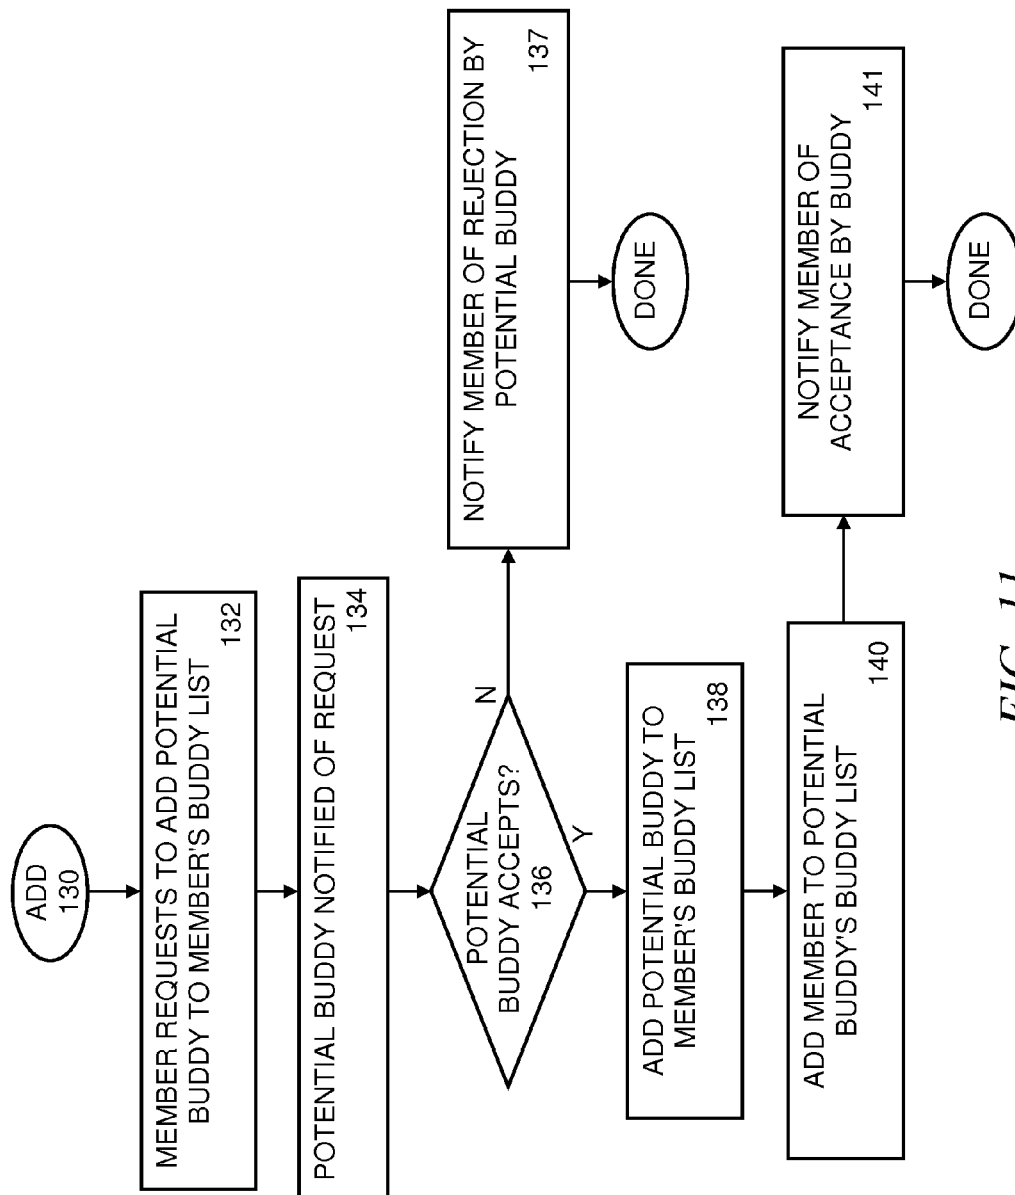 ADD
130
MEMBER REQUESTS TO ADD POTENTIAL
BUDDY TO MEMBER'S BUDDY LIST
132
POTENTIAL BUDDY NOTIFIED OF REQUEST
134
POTENTIAL
BUDDY ACCEPTS?
136
N
Y
NOTIFY MEMBER OF REJECTION BY
POTENTIAL BUDDY
137
DONE
ADD POTENTIAL BUDDY TO
MEMBER'S BUDDY LIST
138
ADD MEMBER TO POTENTIAL
BUDDY'S BUDDY LIST
140
NOTIFY MEMBER OF
ACCEPTANCE BY BUDDY
141
DONE
FIG. 11